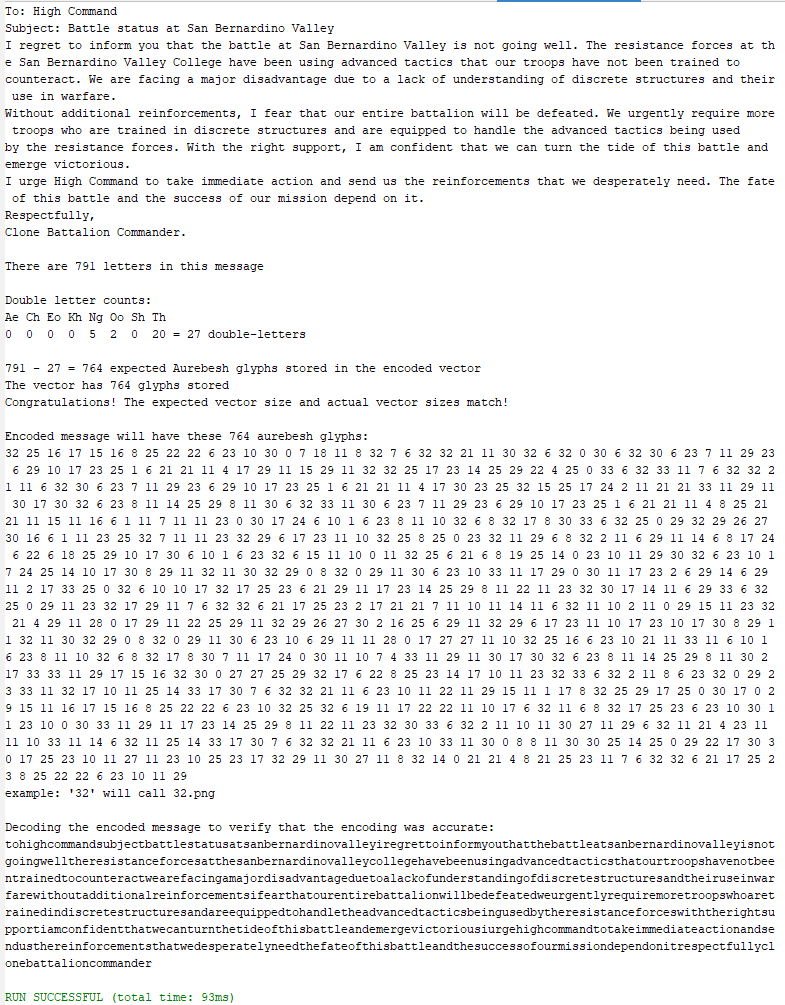 To: High Command
Subject: Battle status at San Bernardino Valley
I regret to inform you that the battle at San Bernardino Valley is not going well. The resistance forces at th
e San Bernardino Valley College have been using advanced tactics that our troops have not been trained to
counteract. We are facing a major disadvantage due to a lack of understanding of discrete structures and their
 use in warfare.
Without additional reinforcements, I fear that our entire battalion will be defeated. We urgently require more
 troops who are trained in discrete structures and are equipped to handle the advanced tactics being used
by the resistance forces. With the right support, I am confident that we can turn the tide of this battle and
emerge victorious.
I urge High Command to take immediate action and send us the reinforcements that we desperately need. The fate
 of this battle and the success of our mission depend on it.
Respectfully,
Clone Battalion Commander.

There are 791 letters in this message

Double letter counts:
Ae Ch Eo Kh Ng Oo Sh Th
0 0 0 0 5 2 0 20 = 27 double-letters

791 - 27 = 764 expected Aurebesh glyphs stored in the encoded vector
The vector has 764 glyphs stored
Congratulations! The expected vector size and actual vector sizes match!

Encoded message will have these 764 aurebesh glyphs:
32 25 16 17 15 16 8 25 22 22 6 23 10 30 0 7 18 11 8 32 7 6 32 32 21 11 30 32 6 32 0 30 6 32 30 6 23 7 11 29 23
 6 29 10 17 23 25 1 6 21 21 11 4 17 29 11 15 29 11 32 32 25 17 23 14 25 29 22 4 25 0 33 6 32 33 11 7 6 32 32 2
1 11 6 32 30 6 23 7 11 29 23 6 29 10 17 23 25 1 6 21 21 11 4 17 30 23 25 32 15 25 17 24 2 11 21 21 33 11 29 11
 30 17 30 32 6 23 8 11 14 25 29 8 11 30 6 32 33 11 30 6 23 7 11 29 23 6 29 10 17 23 25 1 6 21 21 11 4 8 25 21
21 11 15 11 16 6 1 11 7 11 11 23 0 30 17 24 6 10 1 6 23 8 11 10 32 6 8 32 17 8 30 33 6 32 25 0 29 32 29 26 27
30 16 6 1 11 23 25 32 7 11 11 23 32 29 6 17 23 11 10 32 25 8 25 0 23 32 11 29 6 8 32 2 11 6 29 11 14 6 8 17 24
 6 22 6 18 25 29 10 17 30 6 10 1 6 23 32 6 15 11 10 0 11 32 25 6 21 6 8 19 25 14 0 23 10 11 29 30 32 6 23 10 1
7 24 25 14 10 17 30 8 29 11 32 11 30 32 29 0 8 32 0 29 11 30 6 23 10 33 11 17 29 0 30 11 17 23 2 6 29 14 6 29
11 2 17 33 25 0 32 6 10 10 17 32 17 25 23 6 21 29 11 17 23 14 25 29 8 11 22 11 23 32 30 17 14 11 6 29 33 6 32
25 0 29 11 23 32 17 29 11 7 6 32 32 6 21 17 25 23 2 17 21 21 7 11 10 11 14 11 6 32 11 10 2 11 0 29 15 11 23 32
 21 4 29 11 28 0 17 29 11 22 25 29 11 32 29 26 27 30 2 16 25 6 29 11 32 29 6 17 23 11 10 17 23 10 17 30 8 29 1
1 32 11 30 32 29 0 8 32 0 29 11 30 6 23 10 6 29 11 11 28 0 17 27 27 11 10 32 25 16 6 23 10 21 11 33 11 6 10 1
6 23 8 11 10 32 6 8 32 17 8 30 7 11 17 24 0 30 11 10 7 4 33 11 29 11 30 17 30 32 6 23 8 11 14 25 29 8 11 30 2
17 33 33 11 29 17 15 16 32 30 0 27 27 25 29 32 17 6 22 8 25 23 14 17 10 11 23 32 33 6 32 2 11 8 6 23 32 0 29 2
3 33 11 32 17 10 11 25 14 33 17 30 7 6 32 32 21 11 6 23 10 11 22 11 29 15 11 1 17 8 32 25 29 17 25 0 30 17 0 2
9 15 11 16 17 15 16 8 25 22 22 6 23 10 32 25 32 6 19 11 17 22 22 11 10 17 6 32 11 6 8 32 17 25 23 6 23 10 30 1
1 23 10 0 30 33 11 29 11 17 23 14 25 29 8 11 22 11 23 32 30 33 6 32 2 11 10 11 30 27 11 29 6 32 11 21 4 23 11
11 10 33 11 14 6 32 11 25 14 33 17 30 7 6 32 32 21 11 6 23 10 33 11 30 0 8 8 11 30 30 25 14 25 0 29 22 17 30 3
0 17 25 23 10 11 27 11 23 10 25 23 17 32 29 11 30 27 11 8 32 14 0 21 21 4 8 21 25 23 11 7 6 32 32 6 21 17 25 2
3 8 25 22 22 6 23 10 11 29
example: '32' will call 32.png

Decoding the encoded message to verify that the encoding was accurate:
tohighcommandsubjectbattlestatusatsanbernardinovalleyiregrettoinformyouthatthebattleatsanbernardinovalleyisnot
goingwelltheresistanceforcesatthesanbernardinovalleycollegehavebeenusingadvancedtacticsthatourtroopshavenotbee
ntrainedtocounteractwearefacingamajordisadvantageduetoalackofunderstandingofdiscretestructuresandtheiruseinwar
farewithoutadditionalreinforcementsifearthatourentirebattalionwillbedefeatedweurgentlyrequiremoretroopswhoaret
rainedindiscretestructuresandareequippedtohandletheadvancedtacticsbeingusedbytheresistanceforceswiththerightsu
pportiamconfidentthatwecanturnthetideofthisbattleandemergevictoriousiurgehighcommandtotakeimmediateactionandse
ndusthereinforcementsthatwedesperatelyneedthefateofthisbattleandthesuccessofourmissiondependonitrespectfullycl
onebattalioncommander

RUN SUCCESSFUL (total time: 93ms)